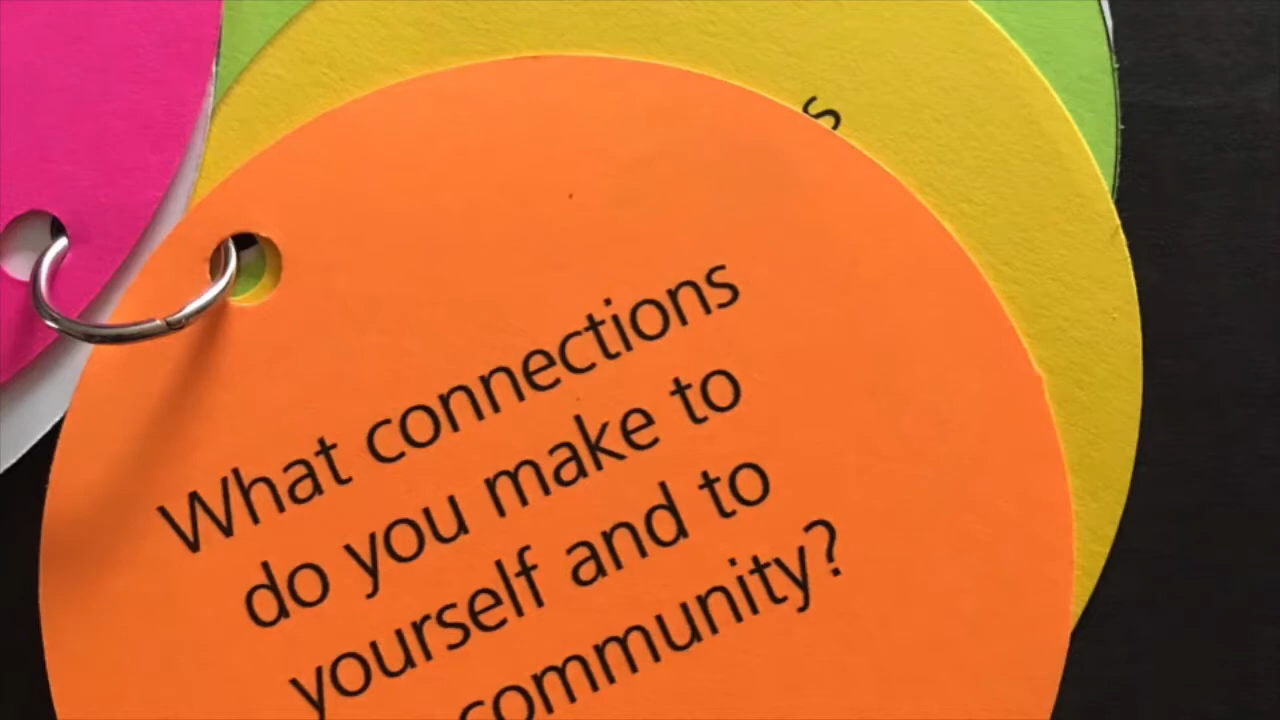 What connections
do you make to
yourself and to
community?